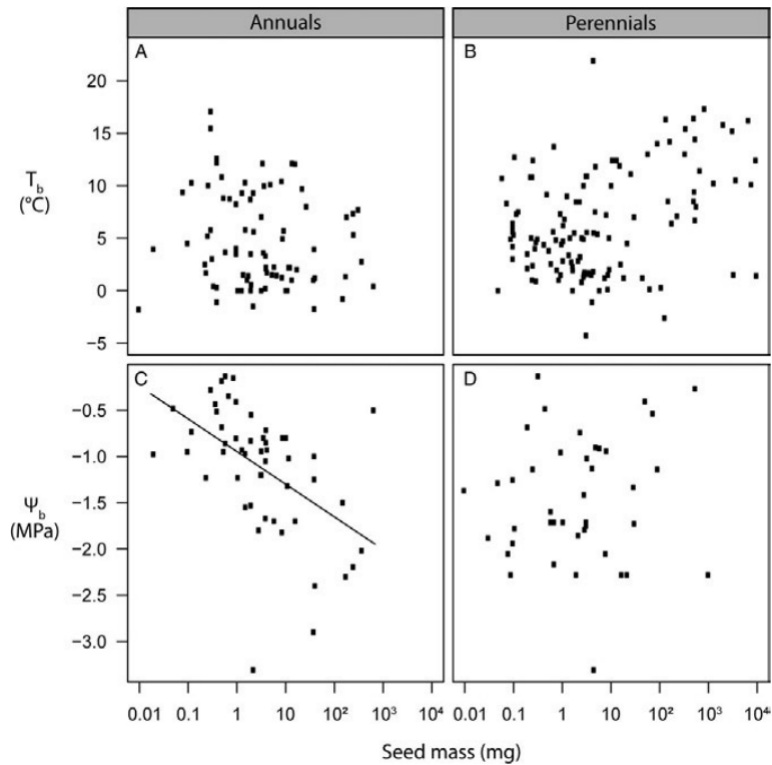 Annuals Perennials
A B
20
15
10
5
0
−5
T_b
(°C)
C D
−0.5
−1.0
−1.5
−2.0
−2.5
−3.0
Ψ_b
(MPa)
0.01 0.1 1 10 10² 10³ 10⁴ 0.01 0.1 1 10 10² 10³ 10⁴
Seed mass (mg)